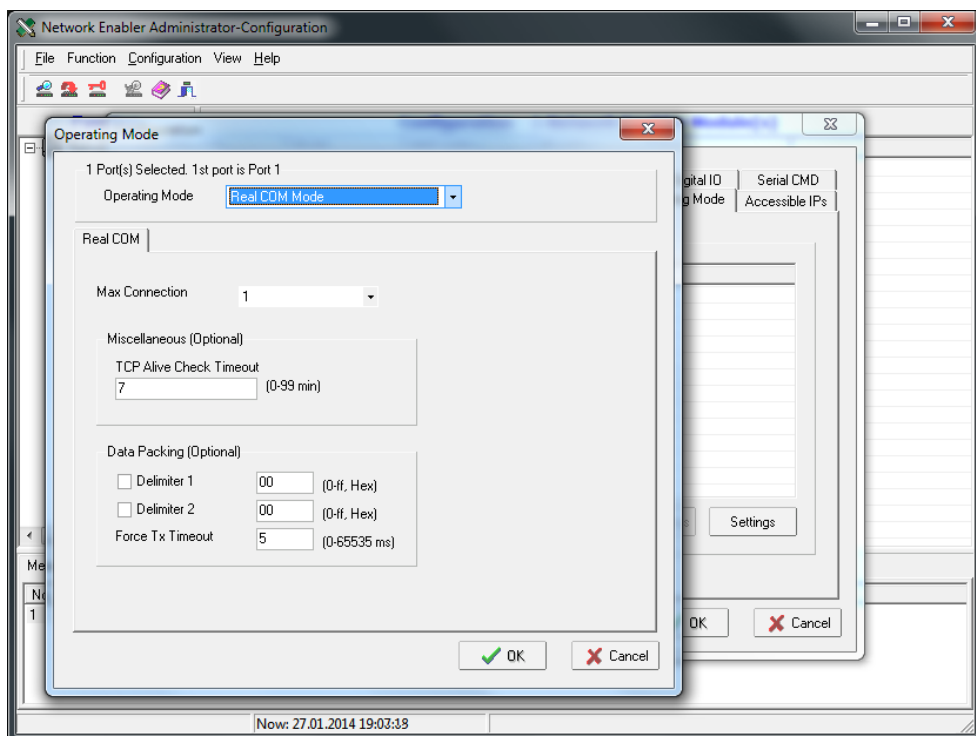 Network Enabler Administrator-Configuration
File Function Configuration View Help
Operating Mode
1 Port(s) Selected. 1st port is Port 1
Operating Mode Real COM Mode
Real COM
Max Connection 1
Miscellaneous (Optional)
TCP Alive Check Timeout
7 (0-99 min)
Data Packing (Optional)
Delimiter 1 00 (0-ff, Hex)
Delimiter 2 00 (0-ff, Hex)
Force Tx Timeout 5 (0-65535 ms)
OK Cancel
gital IO Serial CMD
g Mode Accessible IPs
Settings
OK Cancel
Me
1
Now: 27.01.2014 19:03:38